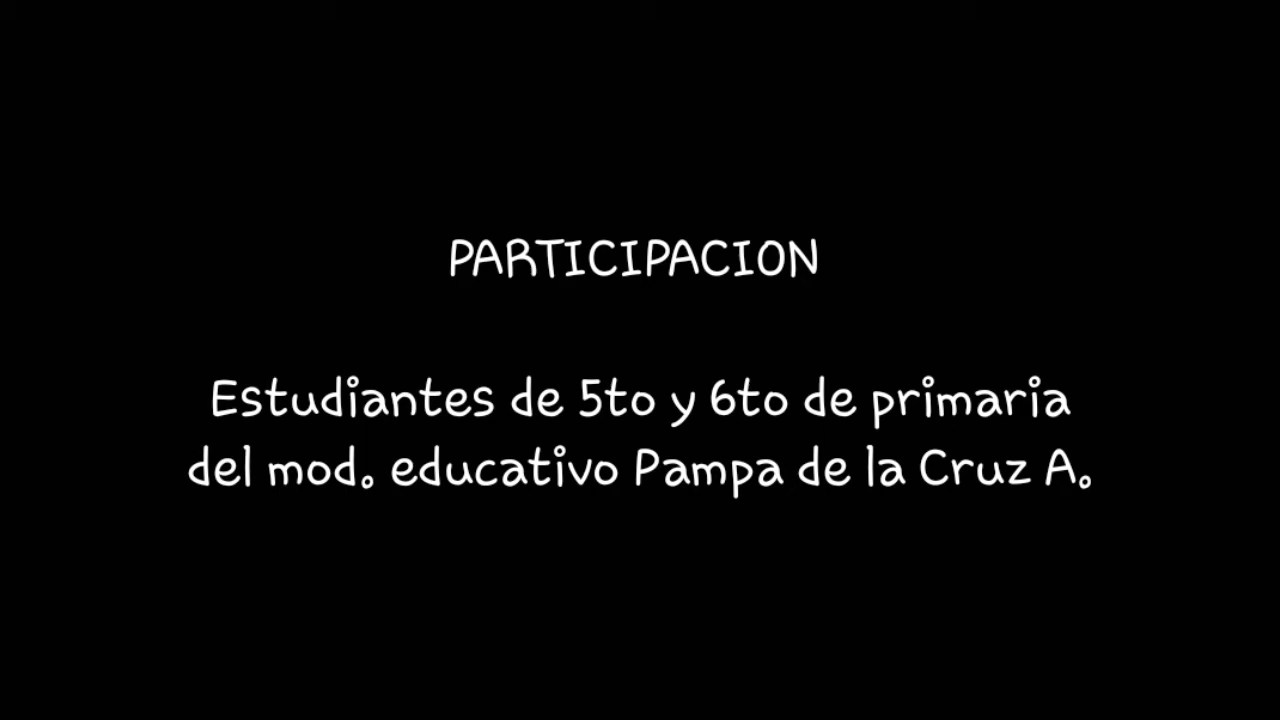 PARTICIPACION
Estudiantes de 5to y 6to de primaria
del mod. educativo Pampa de la Cruz A.